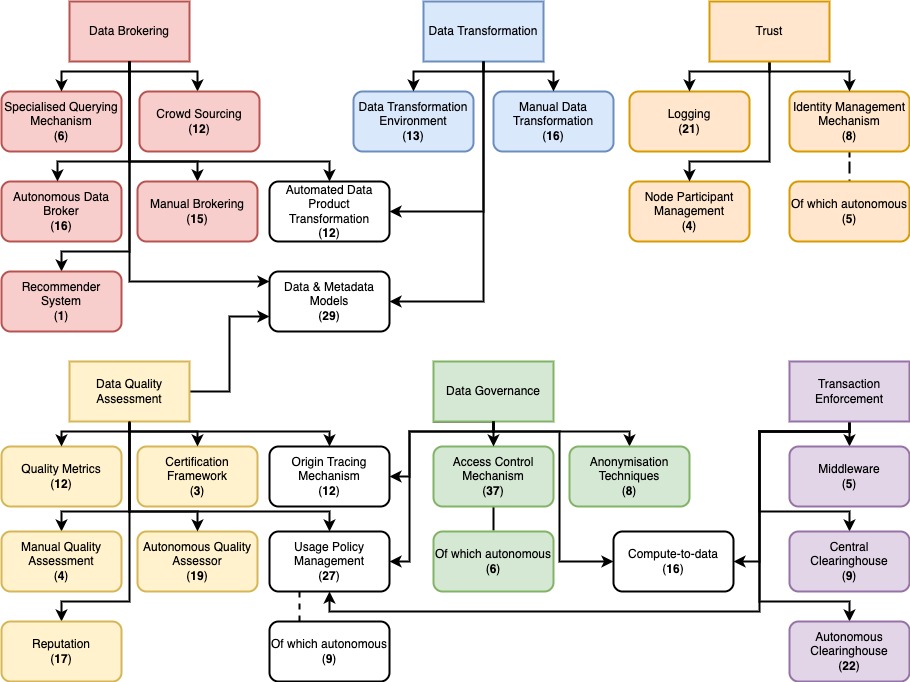 Data Brokering
Data Transformation
Trust
Specialised Querying
Mechanism
(6)
Crowd Sourcing
(12)
Data Transformation
Environment
(13)
Manual Data
Transformation
(16)
Logging
(21)
Identity Management
Mechanism
(8)
Autonomous Data
Broker
(16)
Manual Brokering
(15)
Automated Data
Product
Transformation
(12)
Node Participant
Management
(4)
Of which autonomous
(5)
Recommender
System
(1)
Data & Metadata
Models
(29)
Data Quality
Assessment
Data Governance
Transaction
Enforcement
Quality Metrics
(12)
Certification
Framework
(3)
Origin Tracing
Mechanism
(12)
Access Control
Mechanism
(37)
Anonymisation
Techniques
(8)
Middleware
(5)
Manual Quality
Assessment
(4)
Autonomous Quality
Assessor
(19)
Usage Policy
Management
(27)
Of which autonomous
(6)
Compute-to-data
(16)
Central
Clearinghouse
(9)
Reputation
(17)
Of which autonomous
(9)
Autonomous
Clearinghouse
(22)